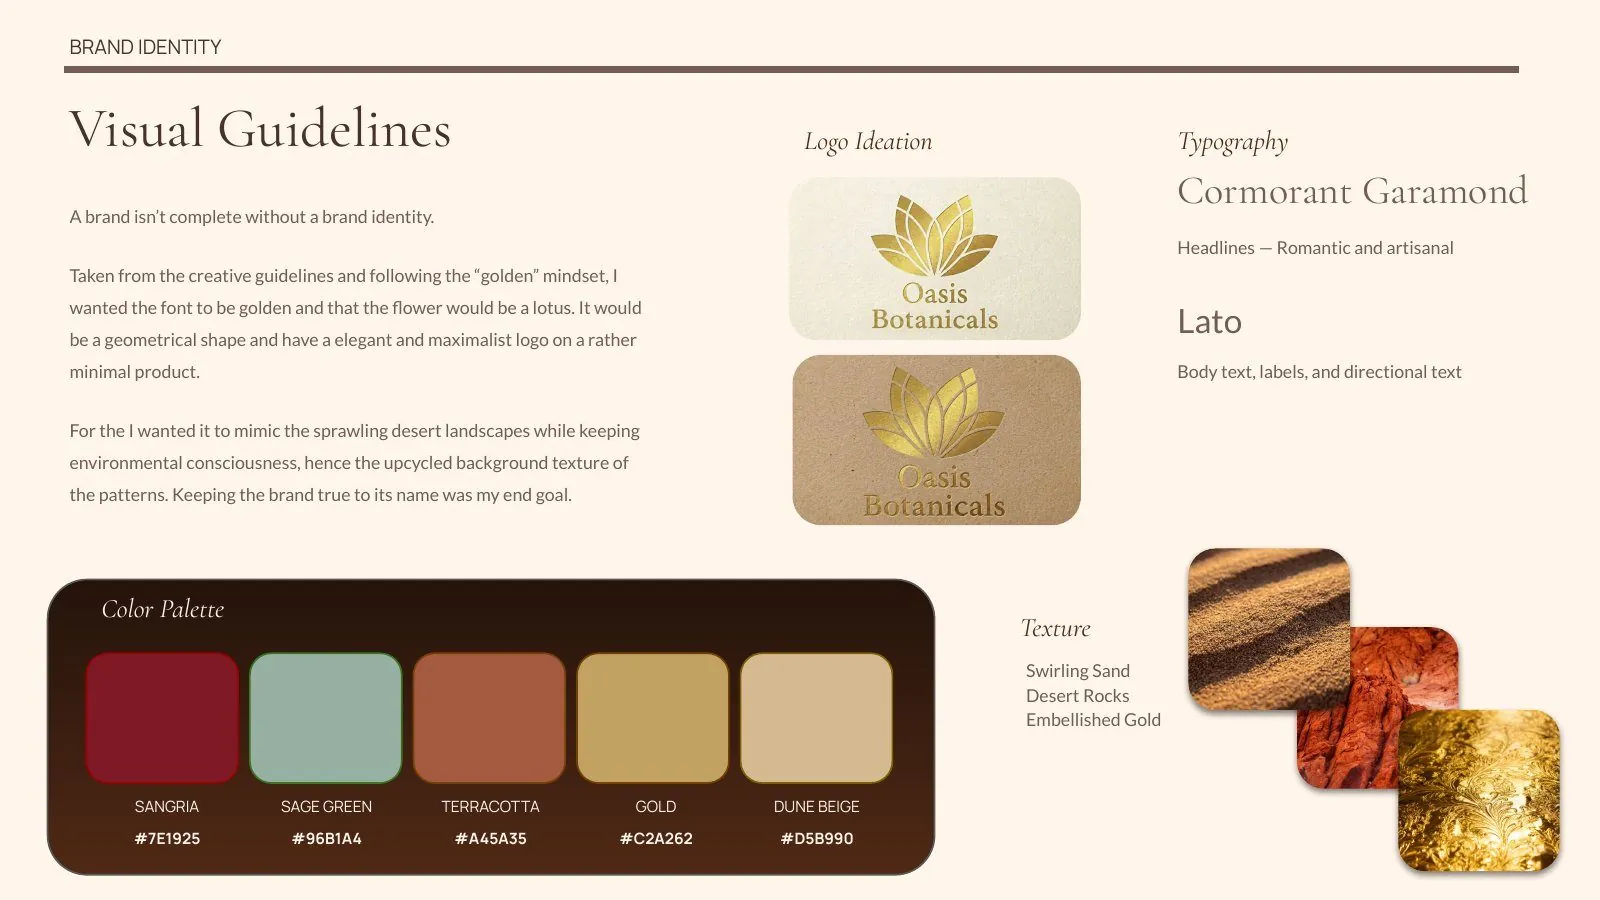 BRAND IDENTITY
Visual Guidelines
A brand isn’t complete without a brand identity.
Taken from the creative guidelines and following the “golden” mindset, I
wanted the font to be golden and that the flower would be a lotus. It would
be a geometrical shape and have a elegant and maximalist logo on a rather
minimal product.
For the I wanted it to mimic the sprawling desert landscapes while keeping
environmental consciousness, hence the upcycled background texture of
the patterns. Keeping the brand true to its name was my end goal.
Logo Ideation
Oasis
Botanicals
Oasis
Botanicals
Typography
Cormorant Garamond
Headlines — Romantic and artisanal
Lato
Body text, labels, and directional text
Color Palette
SANGRIA
#7E1925
SAGE GREEN
#96B1A4
TERRACOTTA
#A45A35
GOLD
#C2A262
DUNE BEIGE
#D5B990
Texture
Swirling Sand
Desert Rocks
Embellished Gold